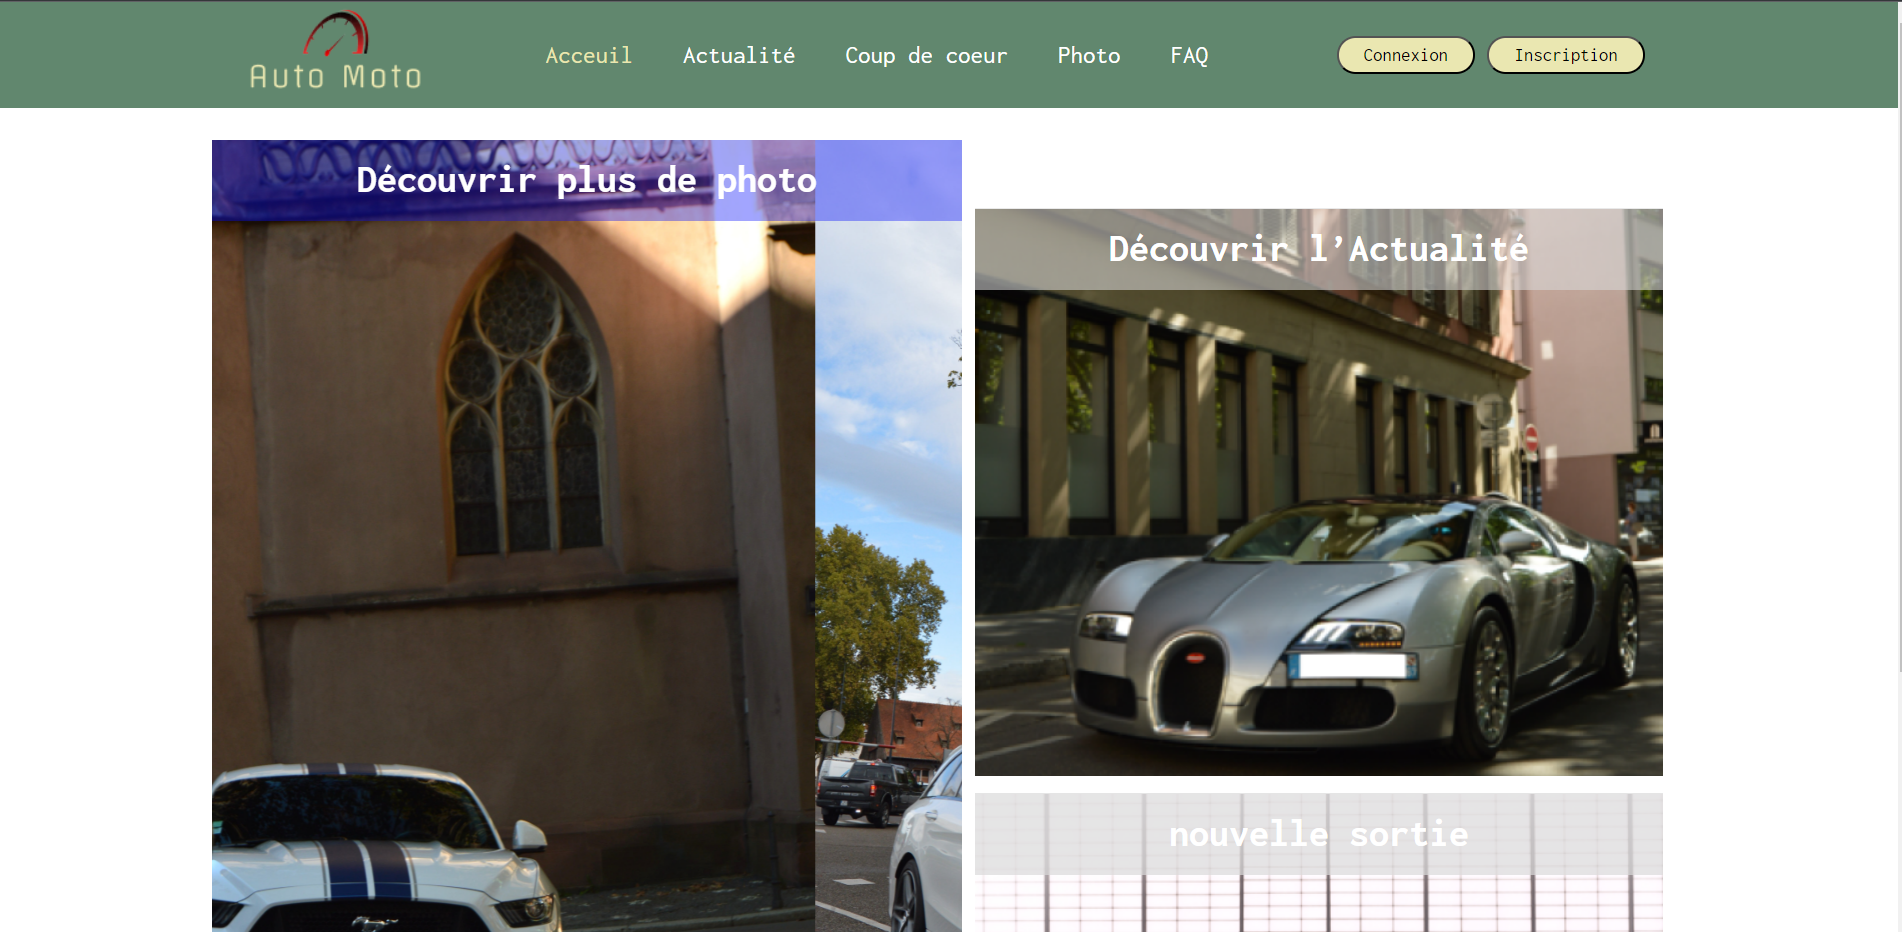 Auto Moto
Acceuil
Actualité
Coup de coeur
Photo
FAQ
Connexion
Inscription
Découvrir plus de photo
Découvrir l'Actualité
nouvelle sortie